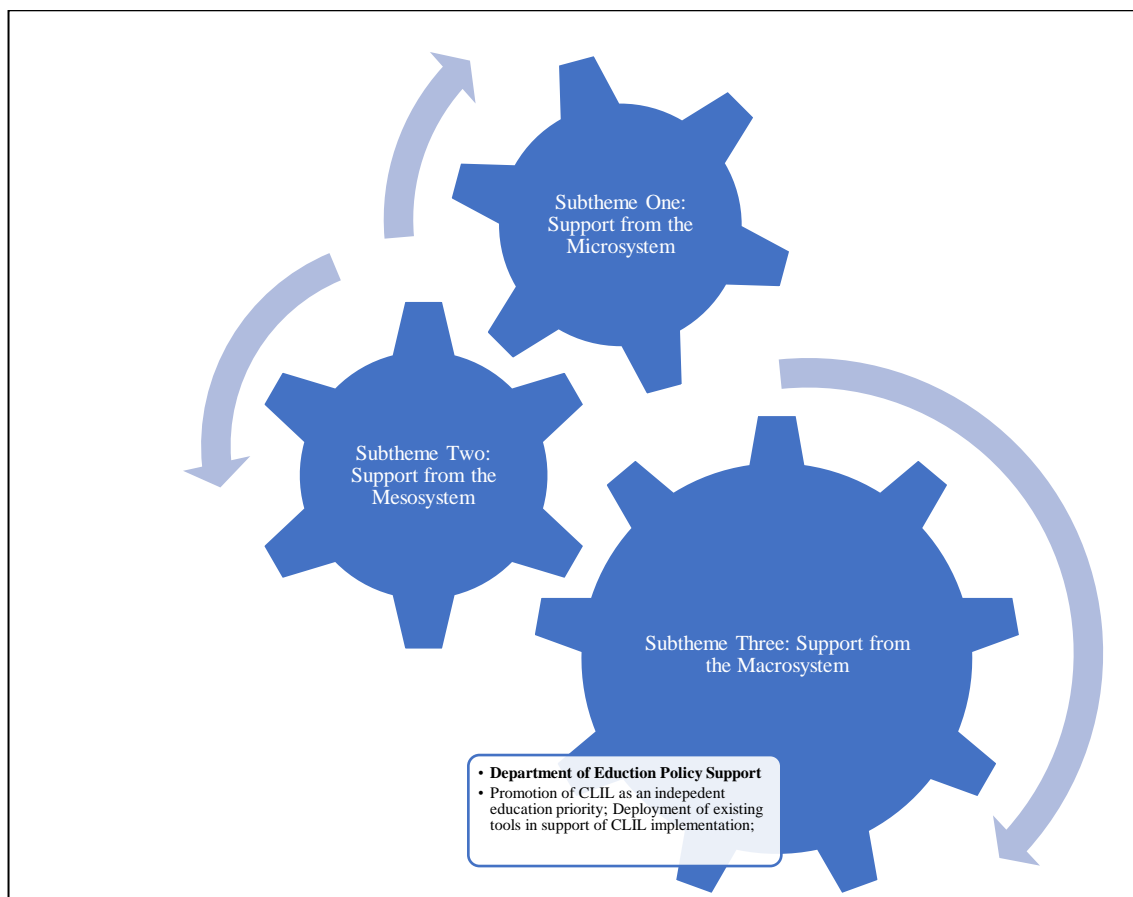 Subtheme One:
Support from the
Microsystem
Subtheme Two:
Support from the
Mesosystem
Subtheme Three: Support from
the Macrosystem
• Department of Eduction Policy Support
• Promotion of CLIL as an indepedent
education priority; Deployment of existing
tools in support of CLIL implementation;